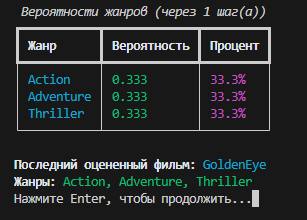 Вероятности жанров (через 1 шаг(а))
Жанр Вероятность Процент
Action 0.333 33.3%
Adventure 0.333 33.3%
Thriller 0.333 33.3%
Последний оцененный фильм: GoldenEye
Жанры: Action, Adventure, Thriller
Нажмите Enter, чтобы продолжить...